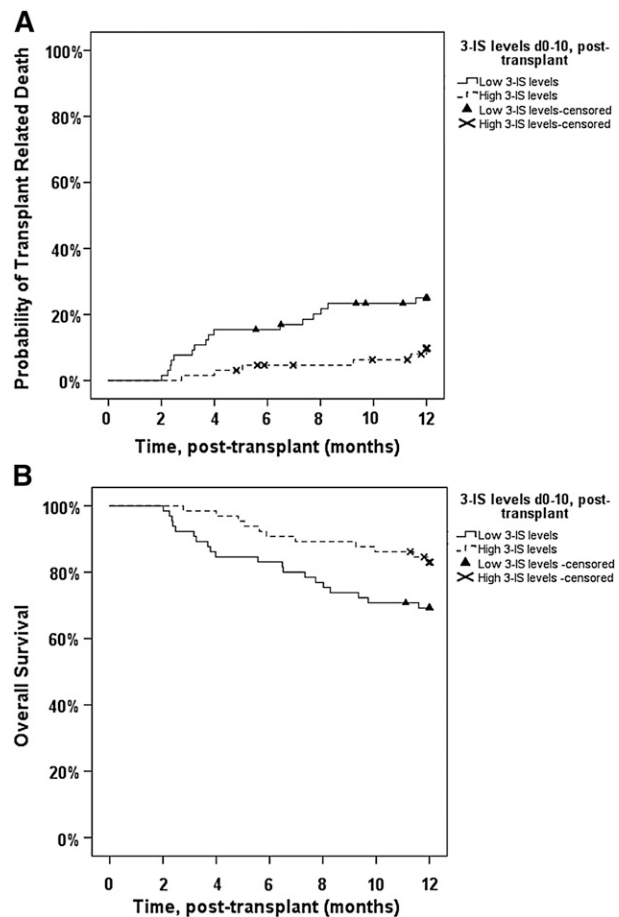 A
3-IS levels d0-10, post-
transplant
Low 3-IS levels
High 3-IS levels
Low 3-IS levels-censored
High 3-IS levels-censored
Probability of Transplant Related Death
100%
80%
60%
40%
20%
0%
0 2 4 6 8 10 12
Time, post-transplant (months)
B
3-IS levels d0-10, post-
transplant
Low 3-IS levels
High 3-IS levels
Low 3-IS levels -censored
High 3-IS levels -censored
Overall Survival
100%
80%
60%
40%
20%
0%
0 2 4 6 8 10 12
Time, post-transplant (months)